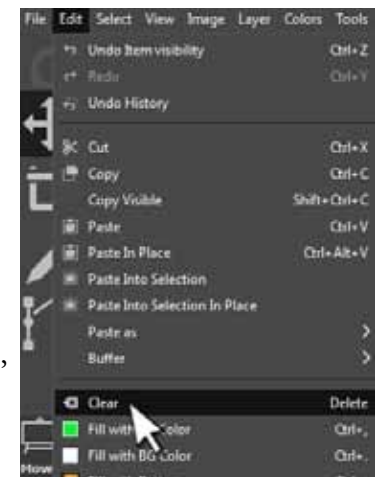 File Edit Select View Image Layer Colors Tools
Undo Item visibility Ctrl+Z
Redo Ctrl+Y
Undo History
Cut Ctrl+X
Copy Ctrl+C
Copy Visible Shift+Ctrl+C
Paste Ctrl+V
Paste In Place Ctrl+Alt+V
Paste Into Selection
Paste Into Selection In Place
Paste as
Buffer
,
Clear Delete
Fill with Color Ctrl+,
Fill with BG Color Ctrl+.
Move